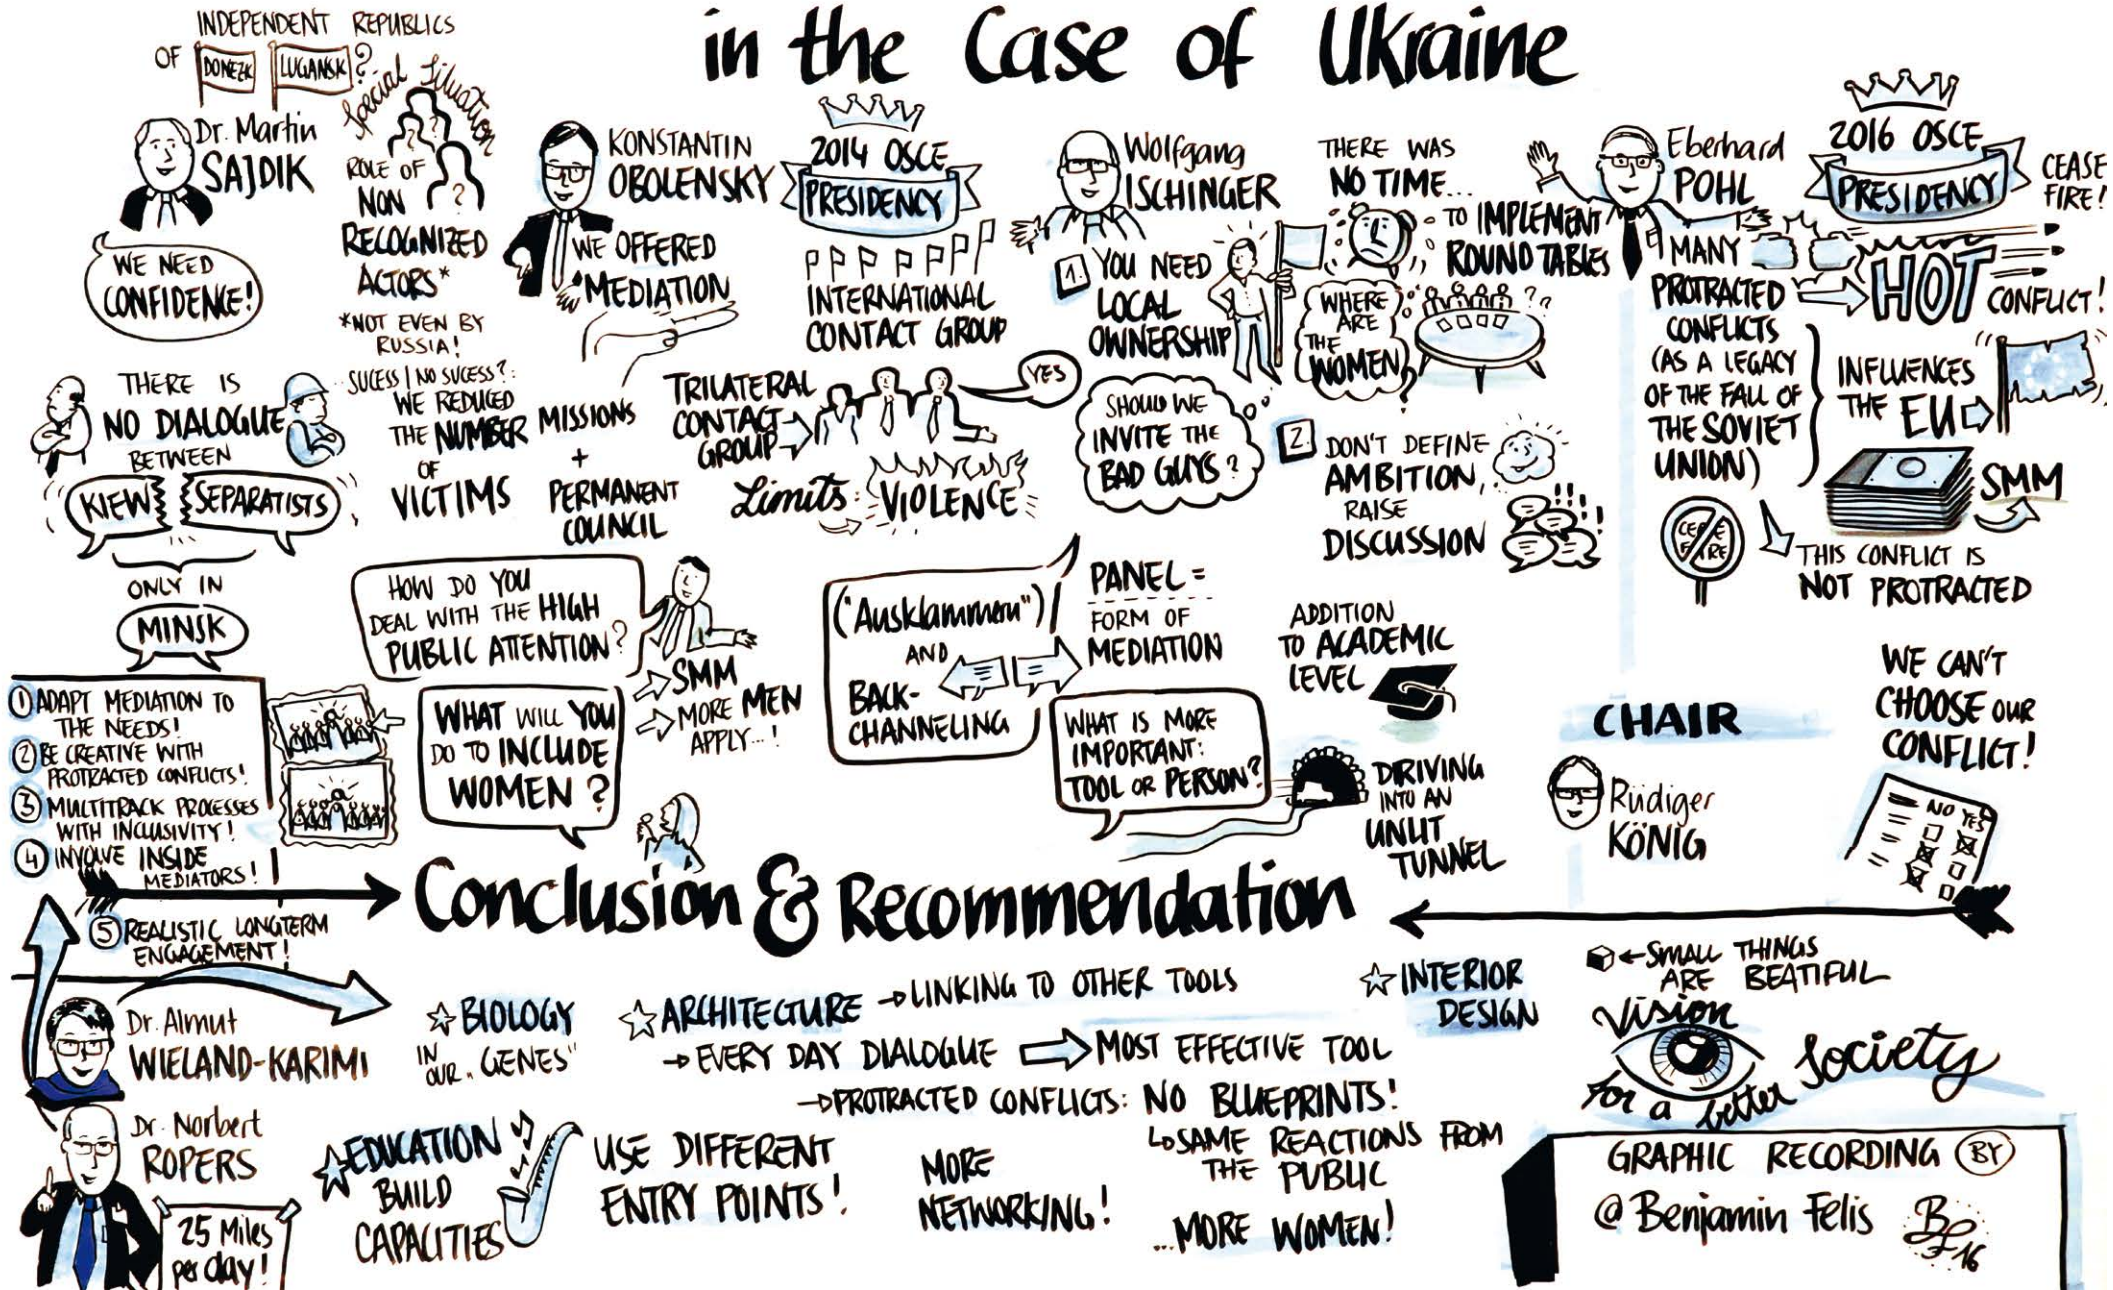 in the Case of Ukraine
INDEPENDENT REPUBLICS
OF DONEZK LUGANSK?
Dr. Martin
SAJDIK
WE NEED
CONFIDENCE!
Special Situation
ROLE OF
NON
RECOGNIZED
ACTORS*
*NOT EVEN BY
RUSSIA!
THERE IS
NO DIALOGUE
BETWEEN
KIEW SEPARATISTS
ONLY IN
MINSK
SUCESS | NO SUCESS?:
WE REDUCED
THE NUMBER
OF
VICTIMS
KONSTANTIN
OBOLENSKY
WE OFFERED
MEDIATION
MISSIONS
+
PERMANENT
COUNCIL
2014 OSCE
PRESIDENCY
INTERNATIONAL
CONTACT GROUP
TRILATERAL
CONTACT
GROUP
YES
Limits:
VIOLENCE
Wolfgang
ISCHINGER
1. YOU NEED
LOCAL
OWNERSHIP
SHOULD WE
INVITE THE
BAD GUYS?
THERE WAS
NO TIME...
TO IMPLEMENT
ROUND TABLES
WHERE
ARE
THE
WOMEN?
??
2. DON'T DEFINE
AMBITION,
RAISE
DISCUSSION
!!!!
Eberhard
POHL
MANY
PROTRACTED
CONFLICTS
(AS A LEGACY
OF THE FALL OF
THE SOVIET
UNION)
2016 OSCE
PRESIDENCY
CEASE
FIRE!
HOT
CONFLICT!
INFLUENCES
THE EU
SMM
CEASE
FIRE
THIS CONFLICT IS
NOT PROTRACTED
HOW DO YOU
DEAL WITH THE HIGH
PUBLIC ATTENTION?
SMM
MORE MEN
APPLY...!
WHAT WILL YOU
DO TO INCLUDE
WOMEN?
("Ausklammern")
AND
BACK-
CHANNELING
PANEL =
FORM OF
MEDIATION
WHAT IS MORE
IMPORTANT:
TOOL OR PERSON?
ADDITION
TO ACADEMIC
LEVEL
DIRIVING
INTO AN
UNLIT
TUNNEL
CHAIR
Rüdiger
KÖNIG
WE CAN'T
CHOOSE OUR
CONFLICT!
NO YES
1 ADAPT MEDIATION TO
THE NEEDS!
2 BE CREATIVE WITH
PROTRACTED CONFLICTS!
3 MULTITRACK PROCESSES
WITH INCLUSIVITY!
4 INVOLVE INSIDE
MEDIATORS!
5 REALISTIC LONGTERM
ENGAGEMENT!
Conclusion & Recommendation
Dr. Almut
WIELAND-KARIMI
BIOLOGY
IN
OUR „GENES"
ARCHITECTURE → LINKING TO OTHER TOOLS
→ EVERY DAY DIALOGUE ⇒ MOST EFFECTIVE TOOL
→ PROTRACTED CONFLICTS: NO BLUEPRINTS!
SAME REACTIONS FROM
THE PUBLIC
...MORE WOMEN!
INTERIOR
DESIGN
← SMALL THINGS
ARE BEATIFUL
Vision
for a better Society
Dr. Norbert
ROPERS
25 Miles
per day!
EDUCATION
BUILD
CAPACITIES
USE DIFFERENT
ENTRY POINTS!
MORE
NETWORKING!
GRAPHIC RECORDING BY
@ Benjamin Felis
BF 16